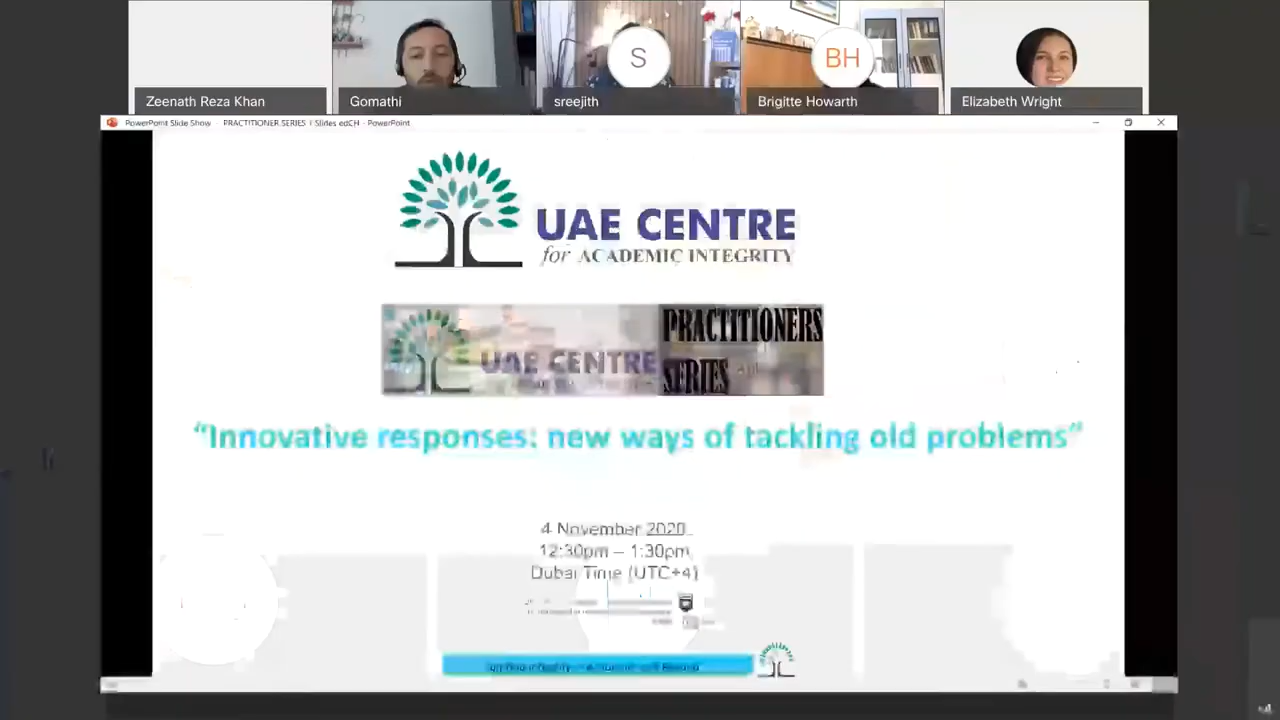 Zeenath Reza Khan
Gomathi
S
sreejith
BH
Brigitte Howarth
Elizabeth Wright
PowerPoint Slide Show - PRACTITIONER SERIES 1 Slides edCH - PowerPoint
UAE CENTRE
for ACADEMIC INTEGRITY
UAE CENTRE
PRACTITIONERS
SERIES
“Innovative responses: new ways of tackling old problems”
4 November 2020
12:30pm – 1:30pm
Dubai Time (UTC+4)